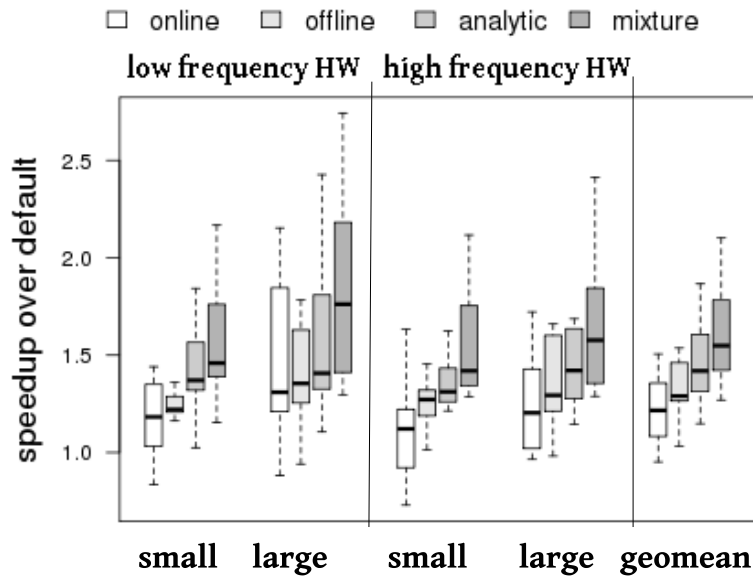 online offline analytic mixture
low frequency HW high frequency HW
speedup over default
2.5
2.0
1.5
1.0
small large small large geomean